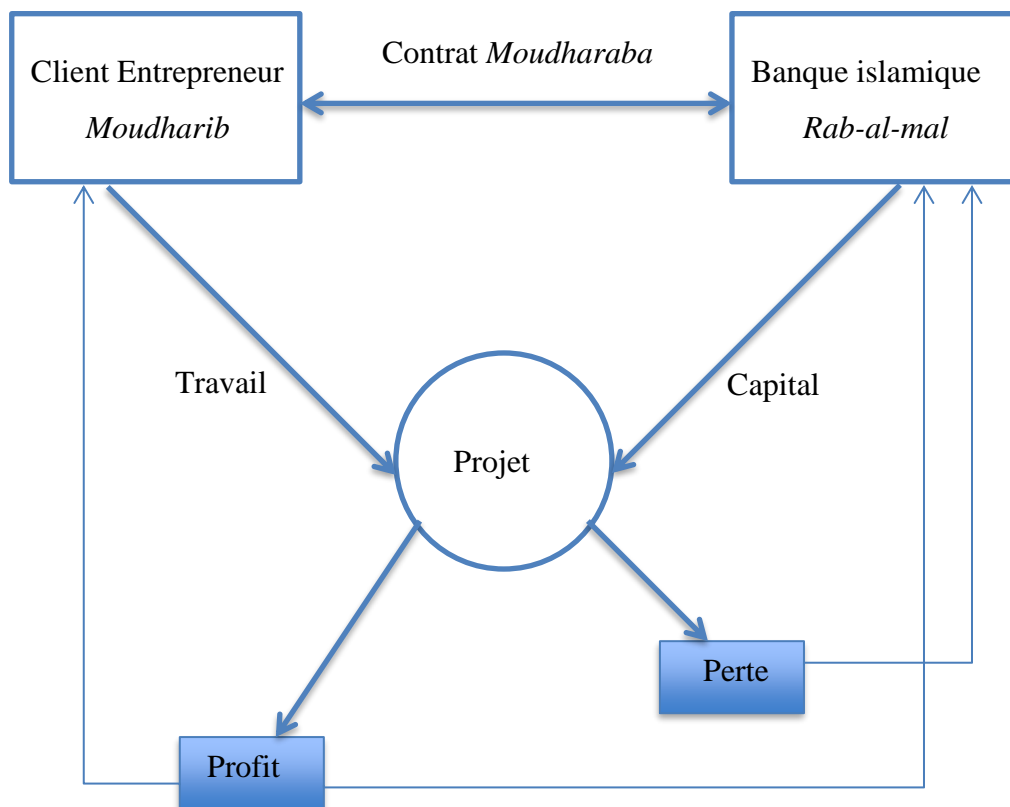 Contrat Moudharaba
Client Entrepreneur
Moudharib
Banque islamique
Rab-al-mal
Travail
Capital
Projet
Perte
Profit